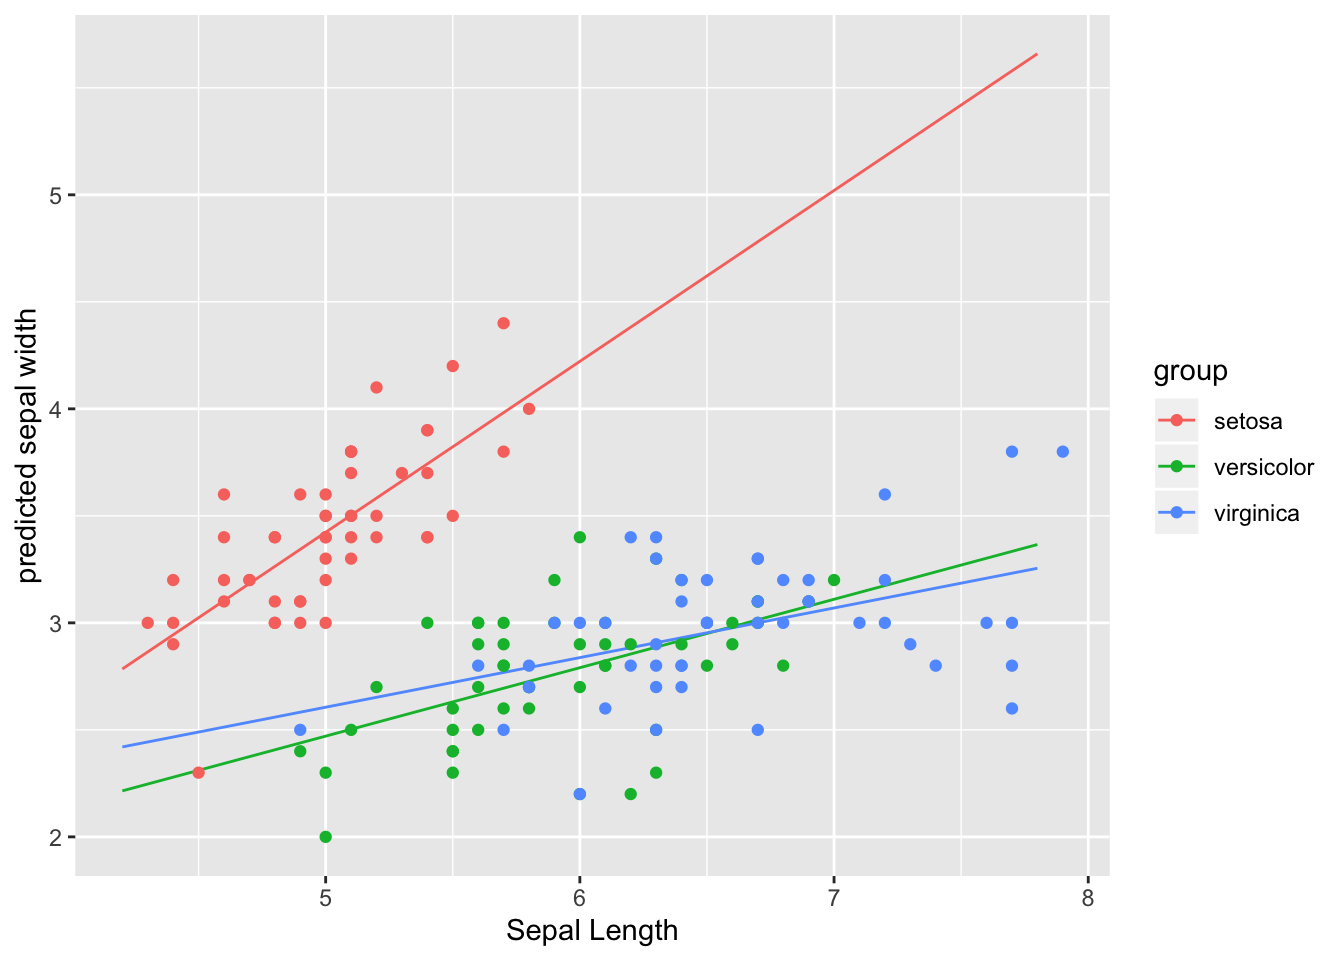 5
4
3
2
predicted sepal width
5 6 7 8
Sepal Length
group
setosa
versicolor
virginica